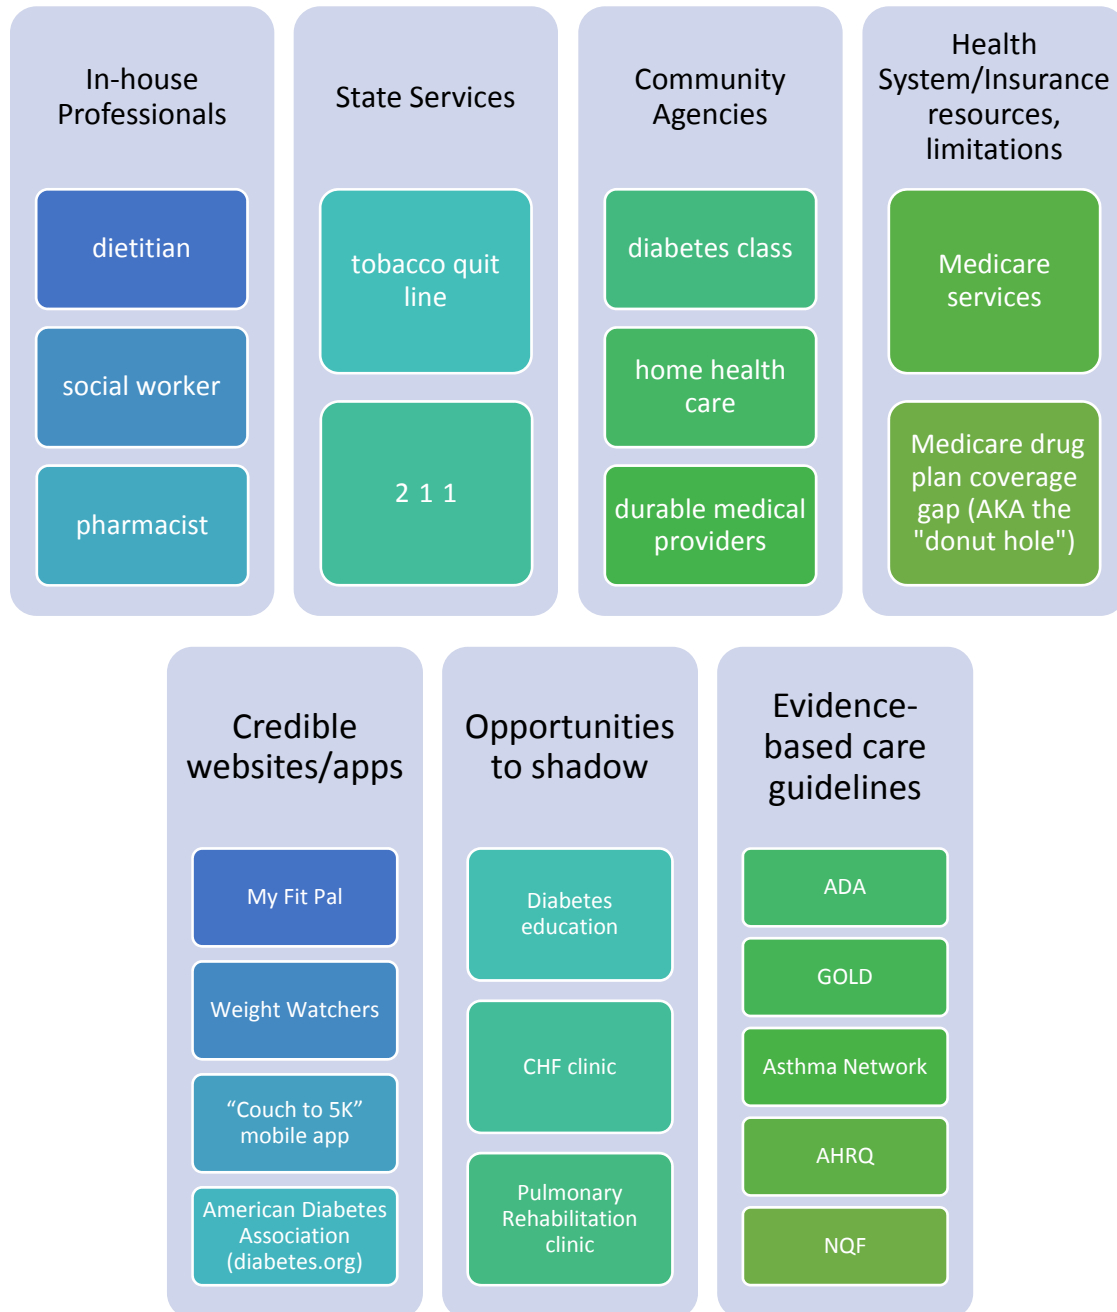 In-house
Professionals
dietitian
social worker
pharmacist
State Services
tobacco quit
line
2 1 1
Community
Agencies
diabetes class
home health
care
durable medical
providers
Health
System/Insurance
resources,
limitations
Medicare
services
Medicare drug
plan coverage
gap (AKA the
"donut hole")
Credible
websites/apps
My Fit Pal
Weight Watchers
“Couch to 5K”
mobile app
American Diabetes
Association
(diabetes.org)
Opportunities
to shadow
Diabetes
education
CHF clinic
Pulmonary
Rehabilitation
clinic
Evidence-
based care
guidelines
ADA
GOLD
Asthma Network
AHRQ
NQF